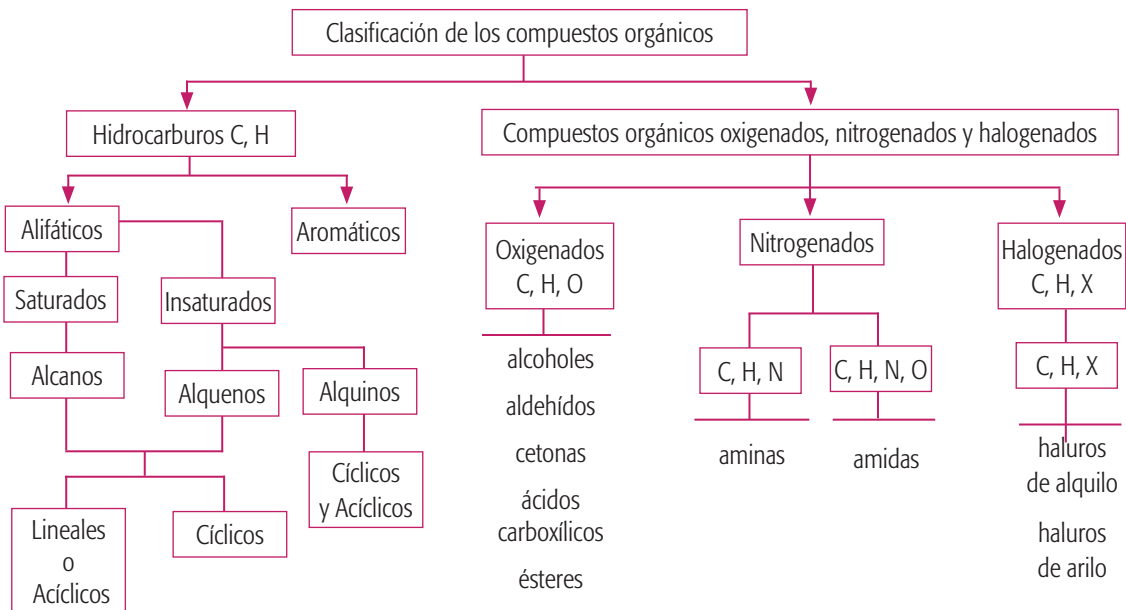 Clasificación de los compuestos orgánicos
Hidrocarburos C, H
Compuestos orgánicos oxigenados, nitrogenados y halogenados
Alifáticos
Aromáticos
Saturados
Insaturados
Alcanos
Alquenos
Alquinos
Lineales
o
Acíclicos
Cíclicos
Cíclicos
y Acíclicos
Oxigenados
C, H, O
alcoholes
aldehídos
cetonas
ácidos
carboxílicos
ésteres
Nitrogenados
C, H, N
aminas
C, H, N, O
amidas
Halogenados
C, H, X
C, H, X
haluros
de alquilo
haluros
de arilo